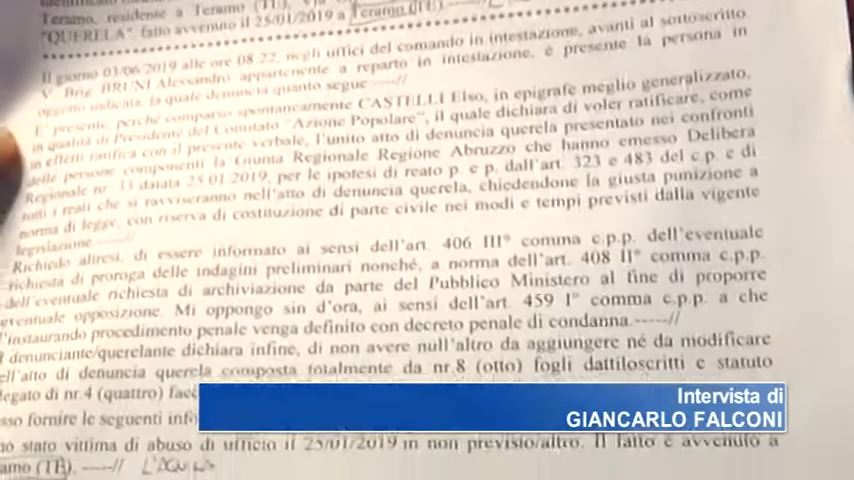 Teramo, residente a Teramo (TE),
"QUERELA", fatto avvenuto il 25/01/2019 a Teramo (TE)
Il giorno 03/06/2019 alle ore 08.22, negli uffici del comando in intestazione, avanti al sottoscritto
V. Brig. BRUNI Alessandro appartenente a reparto in intestazione, è presente la persona in
oggetto indicata, la quale denuncia quanto segue -----//
E' presente, perché comparso spontaneamente CASTELLI Elso, in epigrafe meglio generalizzato,
in qualità di Presidente del Comitato "Azione Popolare", il quale dichiara di voler ratificare, come
in effetti ratifica con il presente verbale, l'unito atto di denuncia querela presentato nei confronti
delle persone componenti la Giunta Regionale Regione Abruzzo che hanno emesso Delibera
Regionale nr. 33 datata 25.01.2019, per le ipotesi di reato p. e p. dall'art. 323 e 483 del c.p. e di
tutti i reati che si ravviseranno nell'atto di denuncia querela, chiedendone la giusta punizione a
norma di legge, con riserva di costituzione di parte civile nei modi e tempi previsti dalla vigente
legislazione -----//
Richiedo altresì, di essere informato ai sensi dell'art. 406 III° comma c.p.p. dell'eventuale
richiesta di proroga delle indagini preliminari nonché, a norma dell'art. 408 II° comma c.p.p.
dell'eventuale richiesta di archiviazione da parte del Pubblico Ministero al fine di proporre
eventuale opposizione. Mi oppongo sin d'ora, ai sensi dell'art. 459 I° comma c.p.p. a che
l'instaurando procedimento penale venga definito con decreto penale di condanna.-----//
denunciante/querelante dichiara infine, di non avere null'altro da aggiungere né da modificare
ell'atto di denuncia querela composta totalmente da nr.8 (otto) fogli dattiloscritti e statuto
legato di nr.4 (quattro)
sso fornire le seguenti
no stato vittima di abuso di ufficio il 25/01/2019 in non previsto/altro. Il fatto è avvenuto a
amo (TE). -----// L'AQUILA
Intervista di
GIANCARLO FALCONI